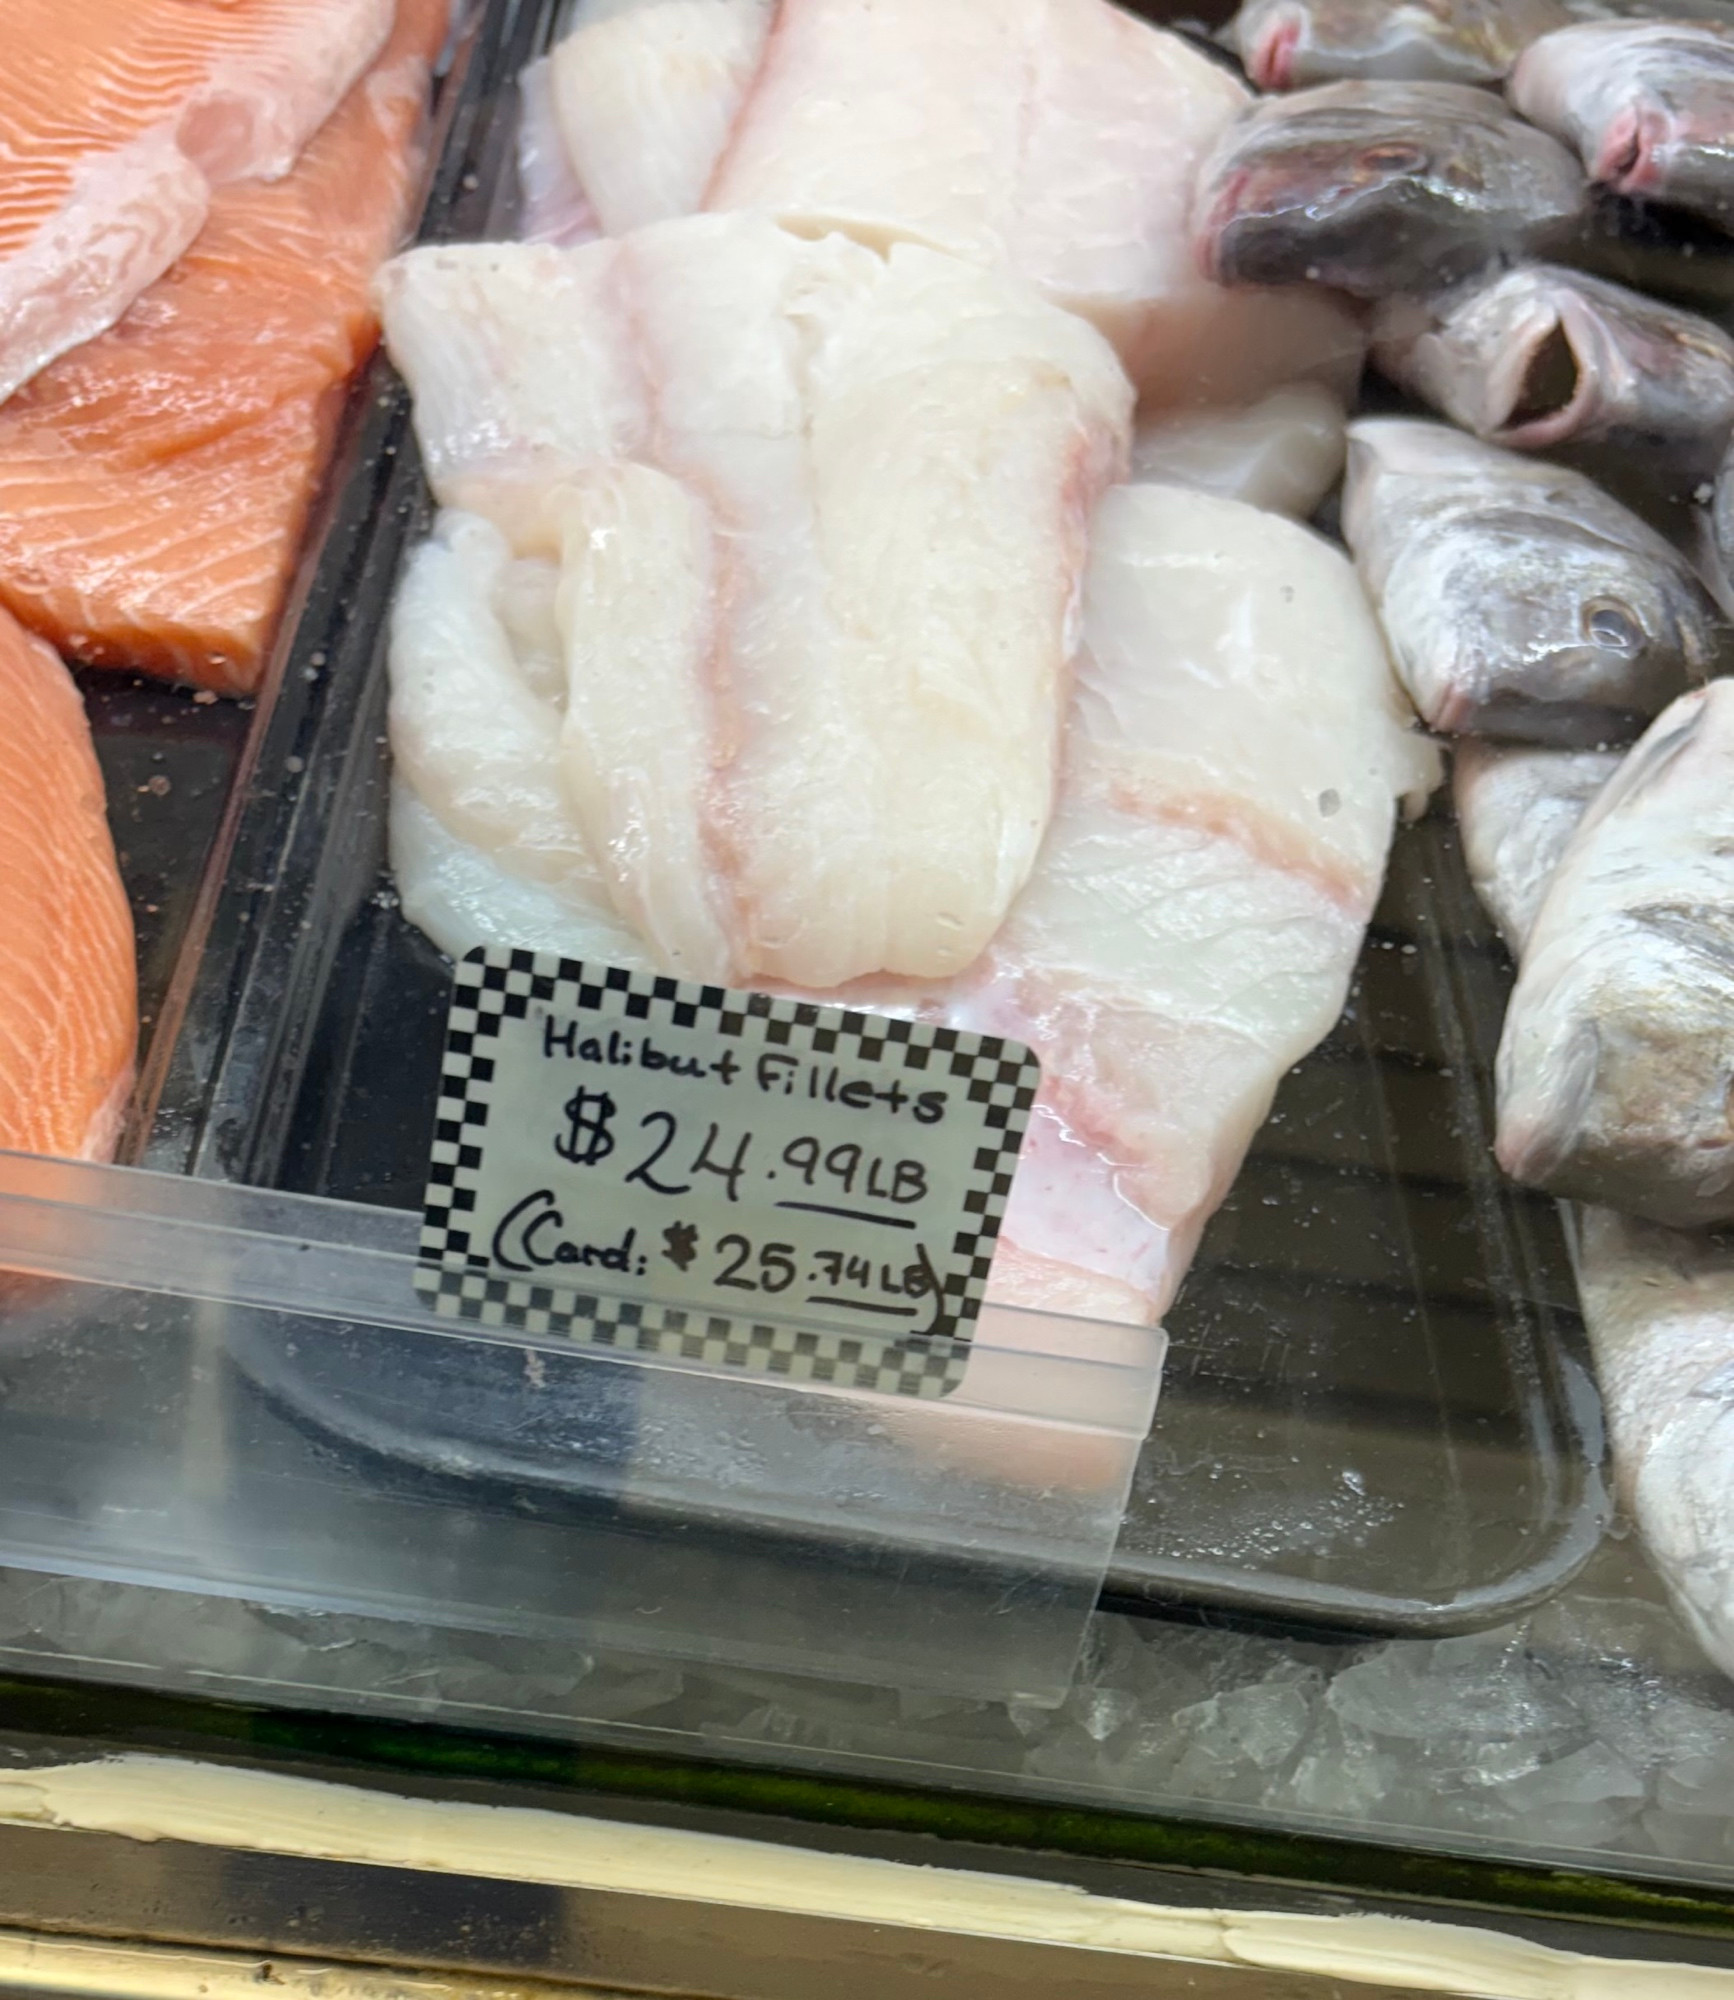 Halibut Fillets
$24.99LB
(Card: $25.74LB)